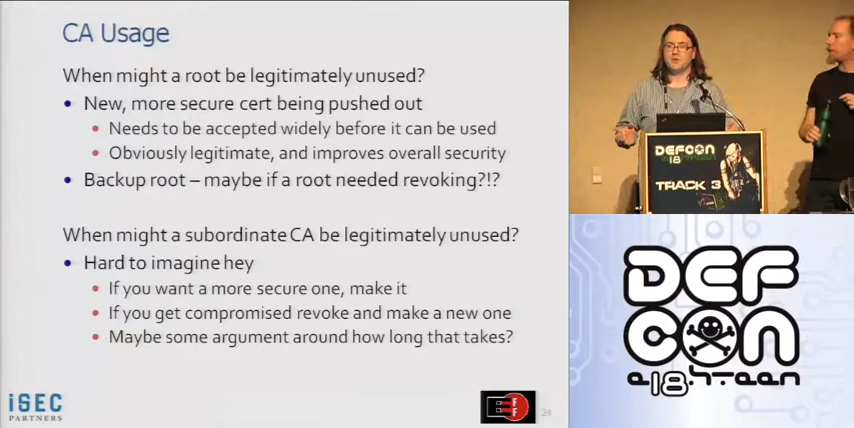 CA Usage
When might a root be legitimately unused?
New, more secure cert being pushed out
Needs to be accepted widely before it can be used
Obviously legitimate, and improves overall security
Backup root – maybe if a root needed revoking?!?
When might a subordinate CA be legitimately unused?
Hard to imagine hey
If you want a more secure one, make it
If you get compromised revoke and make a new one
Maybe some argument around how long that takes?
iSEC
PARTNERS
EFF
24
DEFCON
18
TRACK 3
DEF
CON
e18hteen